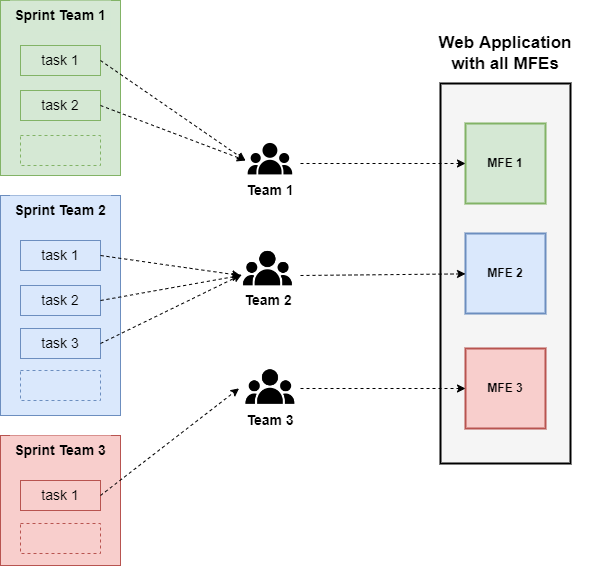 Sprint Team 1
task 1
task 2
Sprint Team 2
task 1
task 2
task 3
Sprint Team 3
task 1
Team 1
Team 2
Team 3
Web Application
with all MFEs
MFE 1
MFE 2
MFE 3